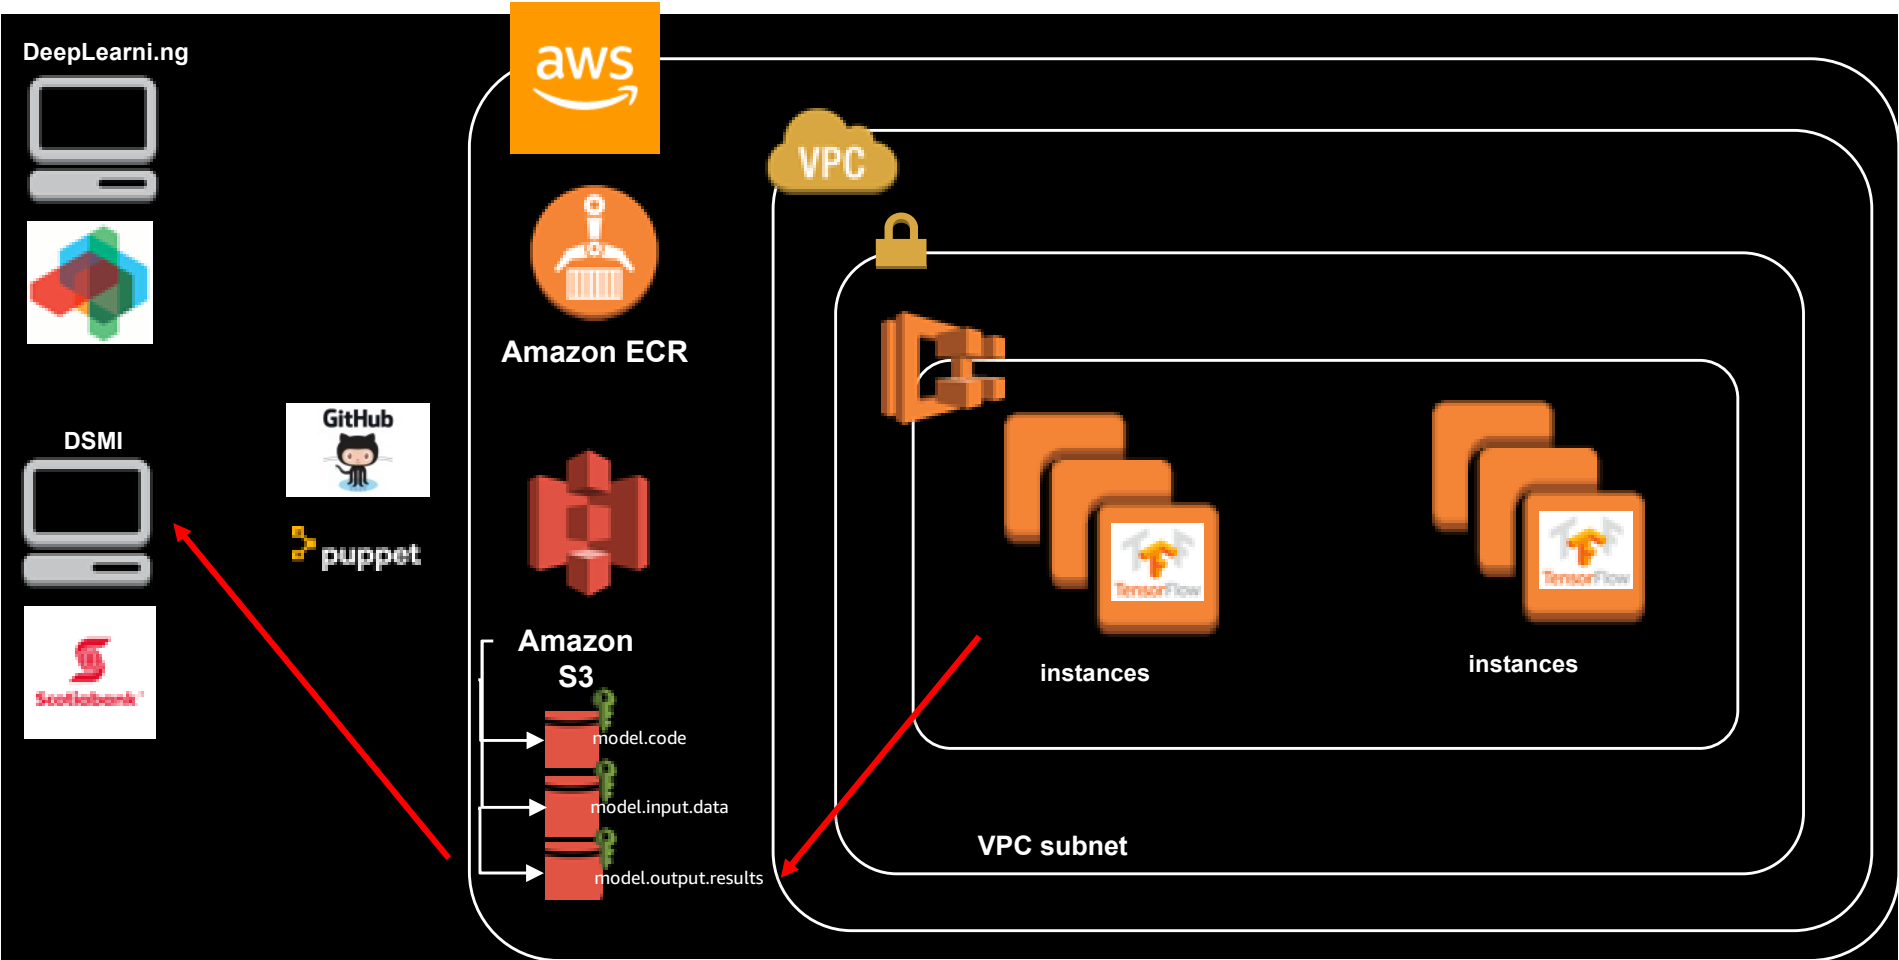 DeepLearni.ng
aws
VPC
Amazon ECR
GitHub
DSMI
puppet
TensorFlow
TensorFlow
Amazon
S3
Scotiabank
instances
instances
model.code
model.input.data
VPC subnet
model.output.results